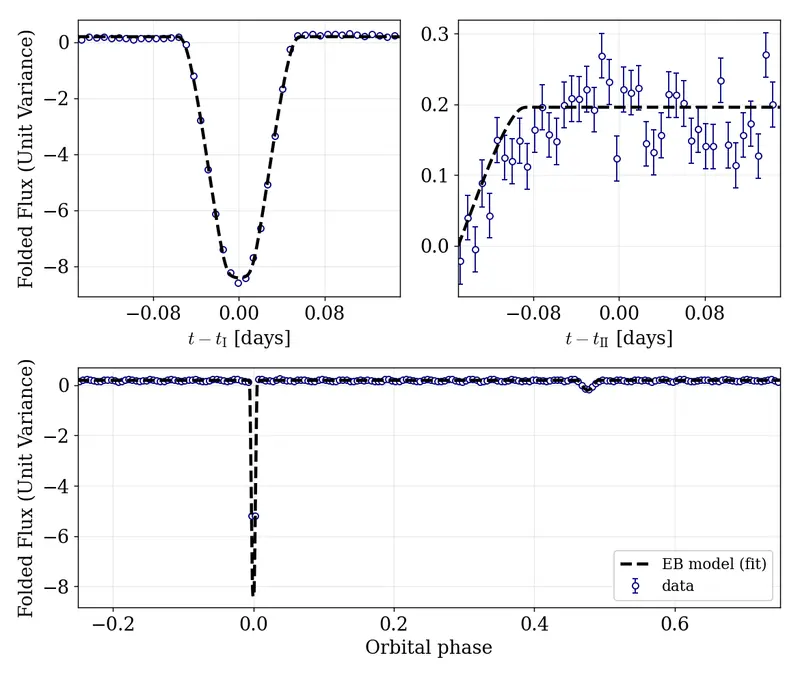 Folded Flux (Unit Variance)
0
−2
−4
−6
−8
−0.08 0.00 0.08
t − t_I [days]
0.3
0.2
0.1
0.0
−0.08 0.00 0.08
t − t_II [days]
Folded Flux (Unit Variance)
0
−2
−4
−6
−8
EB model (fit)
data
−0.2 0.0 0.2 0.4 0.6
Orbital phase